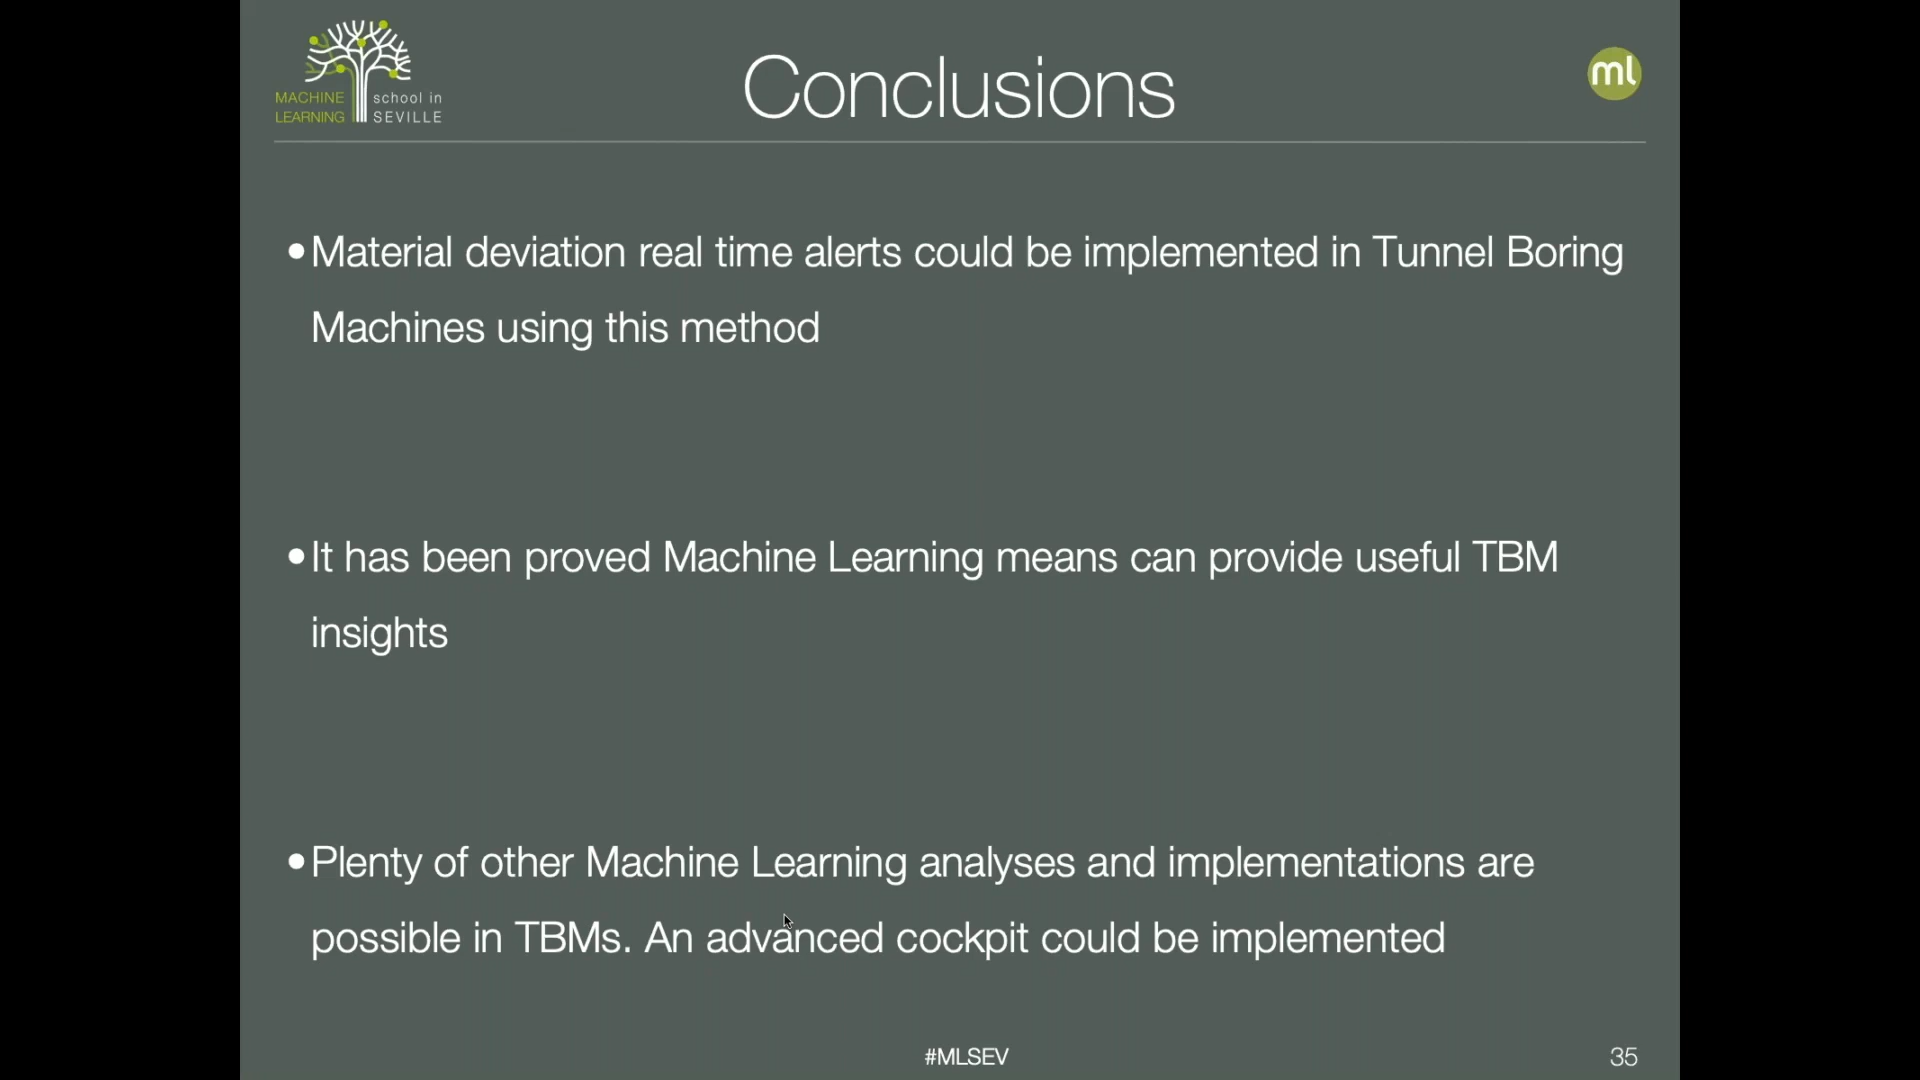 MACHINE school in
LEARNING SEVILLE
Conclusions
ml
•Material deviation real time alerts could be implemented in Tunnel Boring
Machines using this method
•It has been proved Machine Learning means can provide useful TBM
insights
•Plenty of other Machine Learning analyses and implementations are
possible in TBMs. An advanced cockpit could be implemented
#MLSEV
35